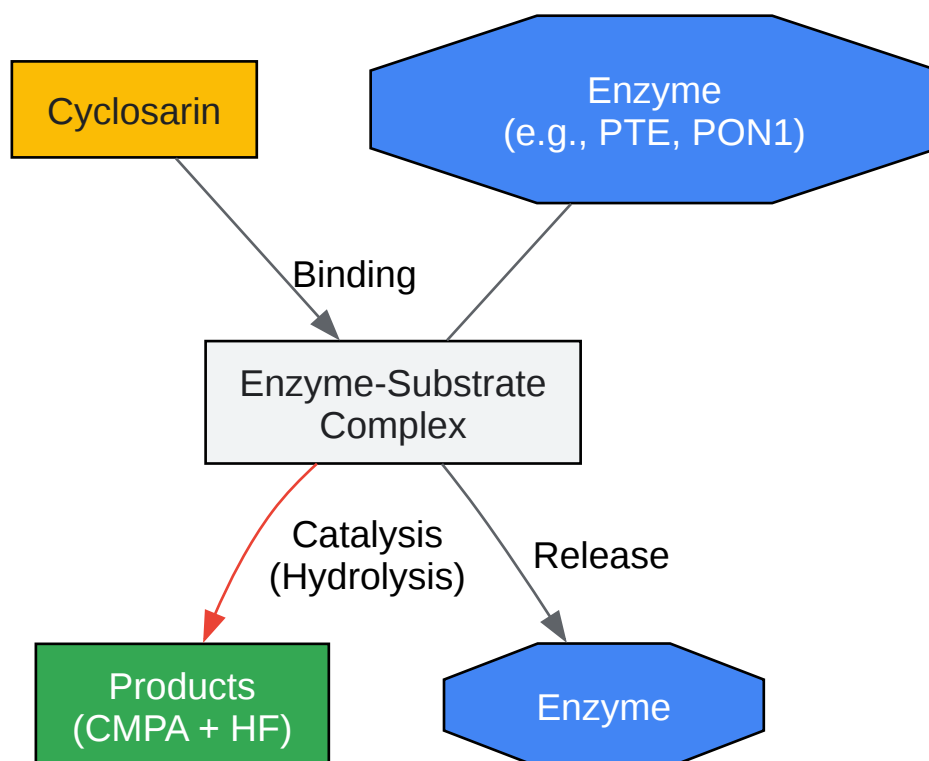 Cyclosarin
Enzyme
(e.g., PTE, PON1)
Binding
Enzyme-Substrate
Complex
Catalysis
(Hydrolysis)
Release
Products
(CMPA + HF)
Enzyme